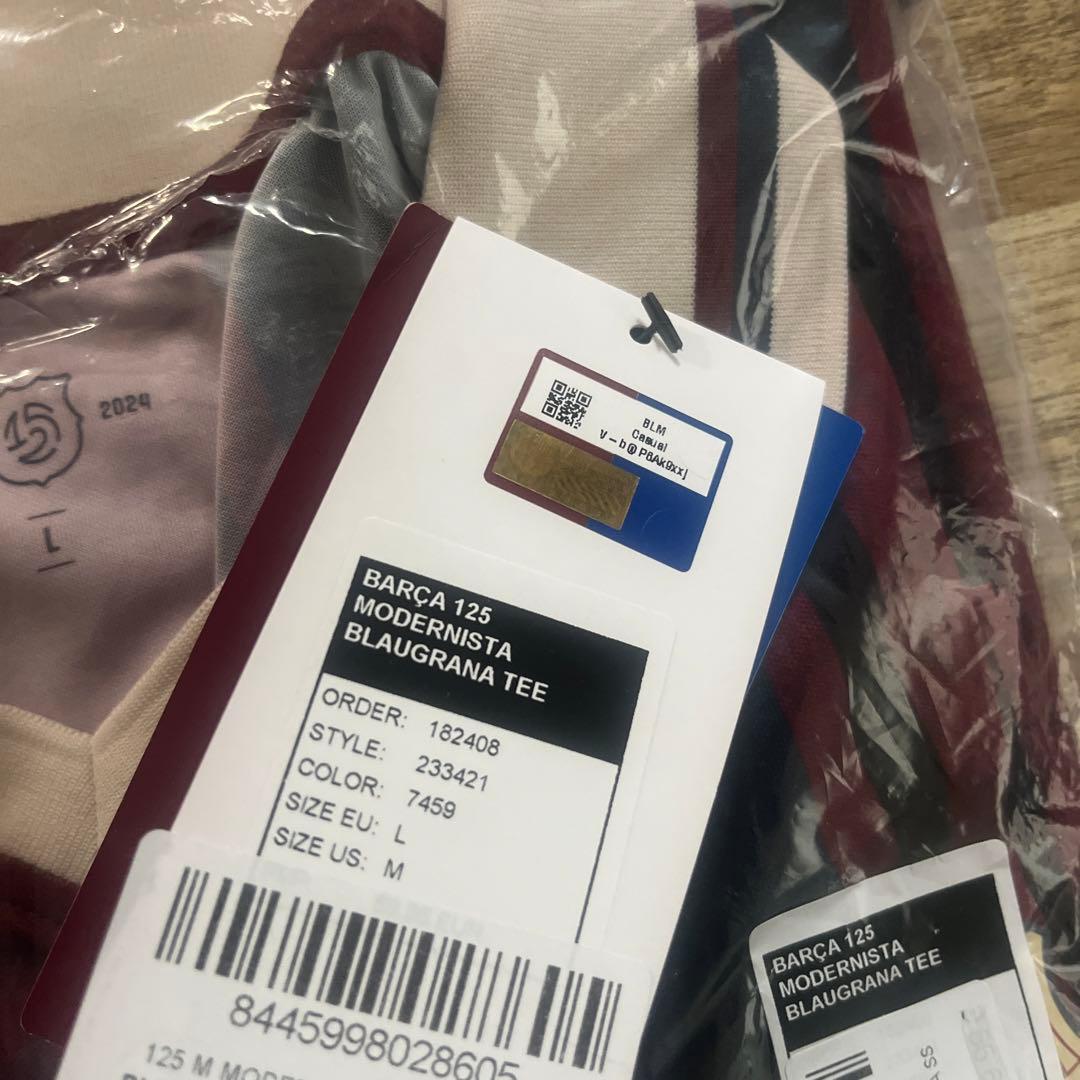 2024
L
BLM
Casual
BARÇA 125
MODERNISTA
BLAUGRANA TEE
ORDER: 182408
STYLE: 233421
COLOR: 7459
SIZE EU: L
SIZE US: M
8445998028605
125 M
BARÇA 125
MODERNISTA
BLAUGRANA TEE